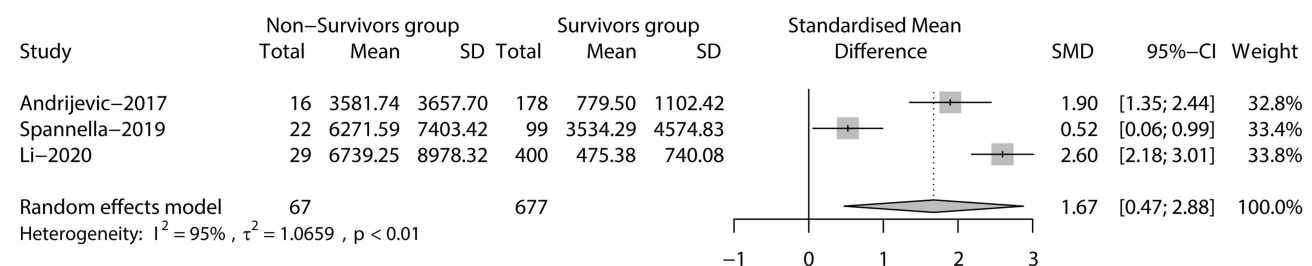 Non−Survivors group Survivors group Standardised Mean
Study Total Mean SD Total Mean SD Difference SMD 95%−CI Weight
Andrijevic−2017 16 3581.74 3657.70 178 779.50 1102.42 1.90 [1.35; 2.44] 32.8%
Spannella−2019 22 6271.59 7403.42 99 3534.29 4574.83 0.52 [0.06; 0.99] 33.4%
Li−2020 29 6739.25 8978.32 400 475.38 740.08 2.60 [2.18; 3.01] 33.8%
Random effects model 67 677 1.67 [0.47; 2.88] 100.0%
Heterogeneity: I² = 95% , τ² = 1.0659 , p < 0.01
−1 0 1 2 3